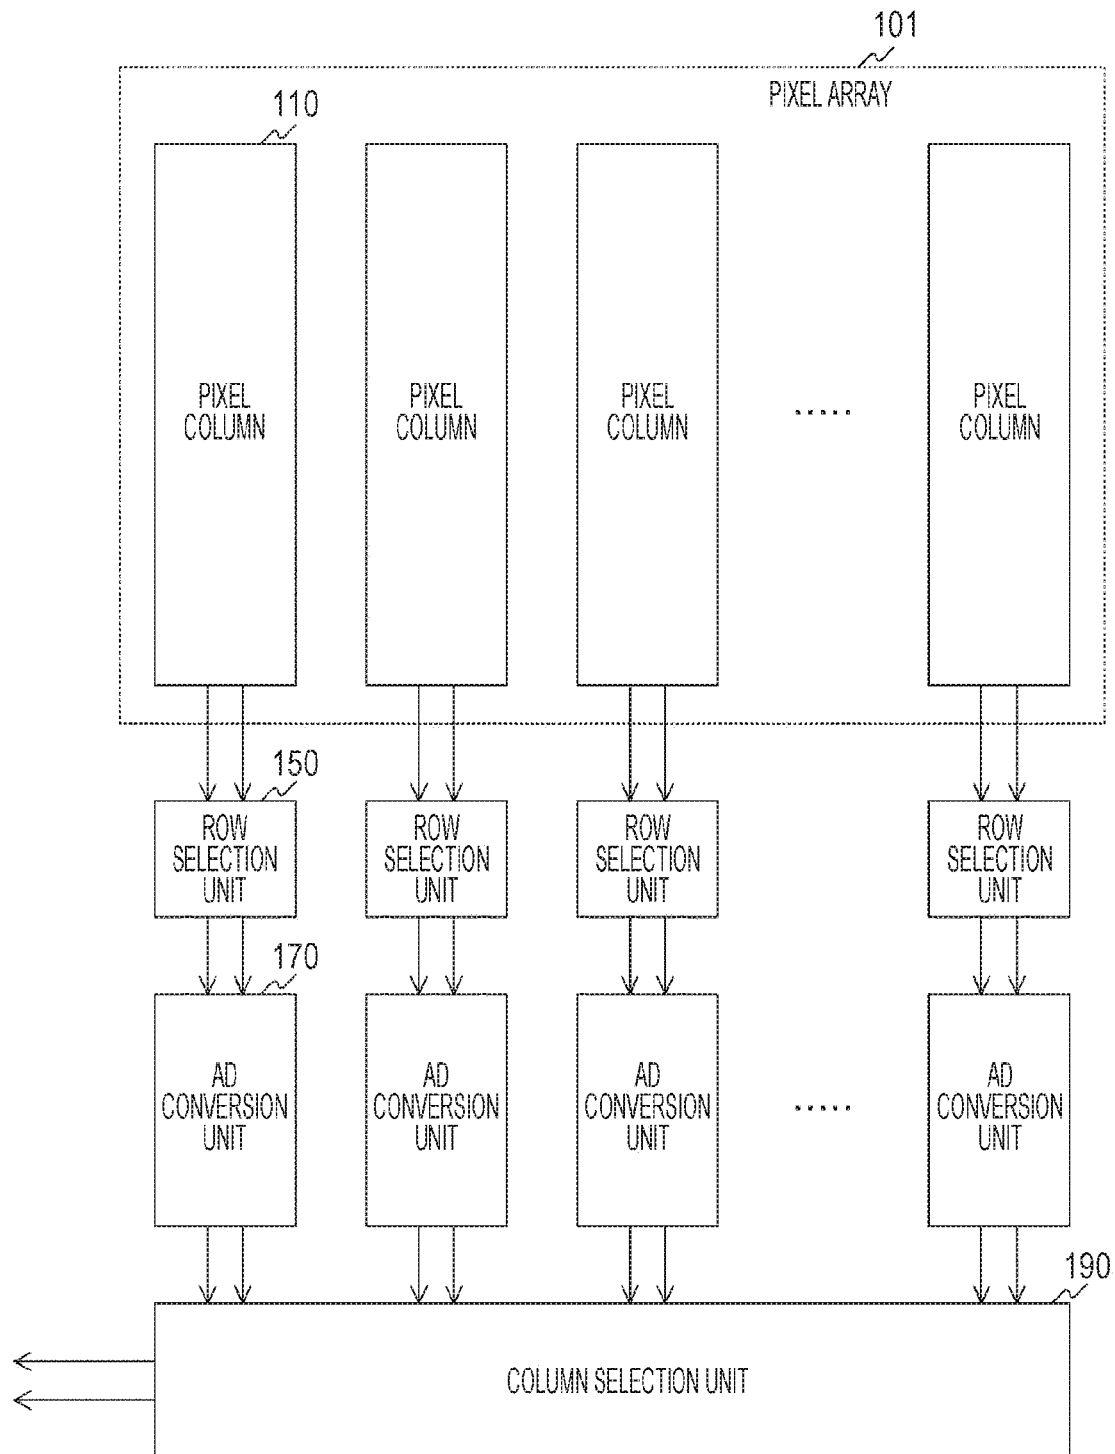 101
PIXEL ARRAY
110
PIXEL
COLUMN
PIXEL
COLUMN
PIXEL
COLUMN
.....
PIXEL
COLUMN
150
ROW
SELECTION
UNIT
ROW
SELECTION
UNIT
ROW
SELECTION
UNIT
ROW
SELECTION
UNIT
170
AD
CONVERSION
UNIT
AD
CONVERSION
UNIT
AD
CONVERSION
UNIT
.....
AD
CONVERSION
UNIT
190
COLUMN SELECTION UNIT